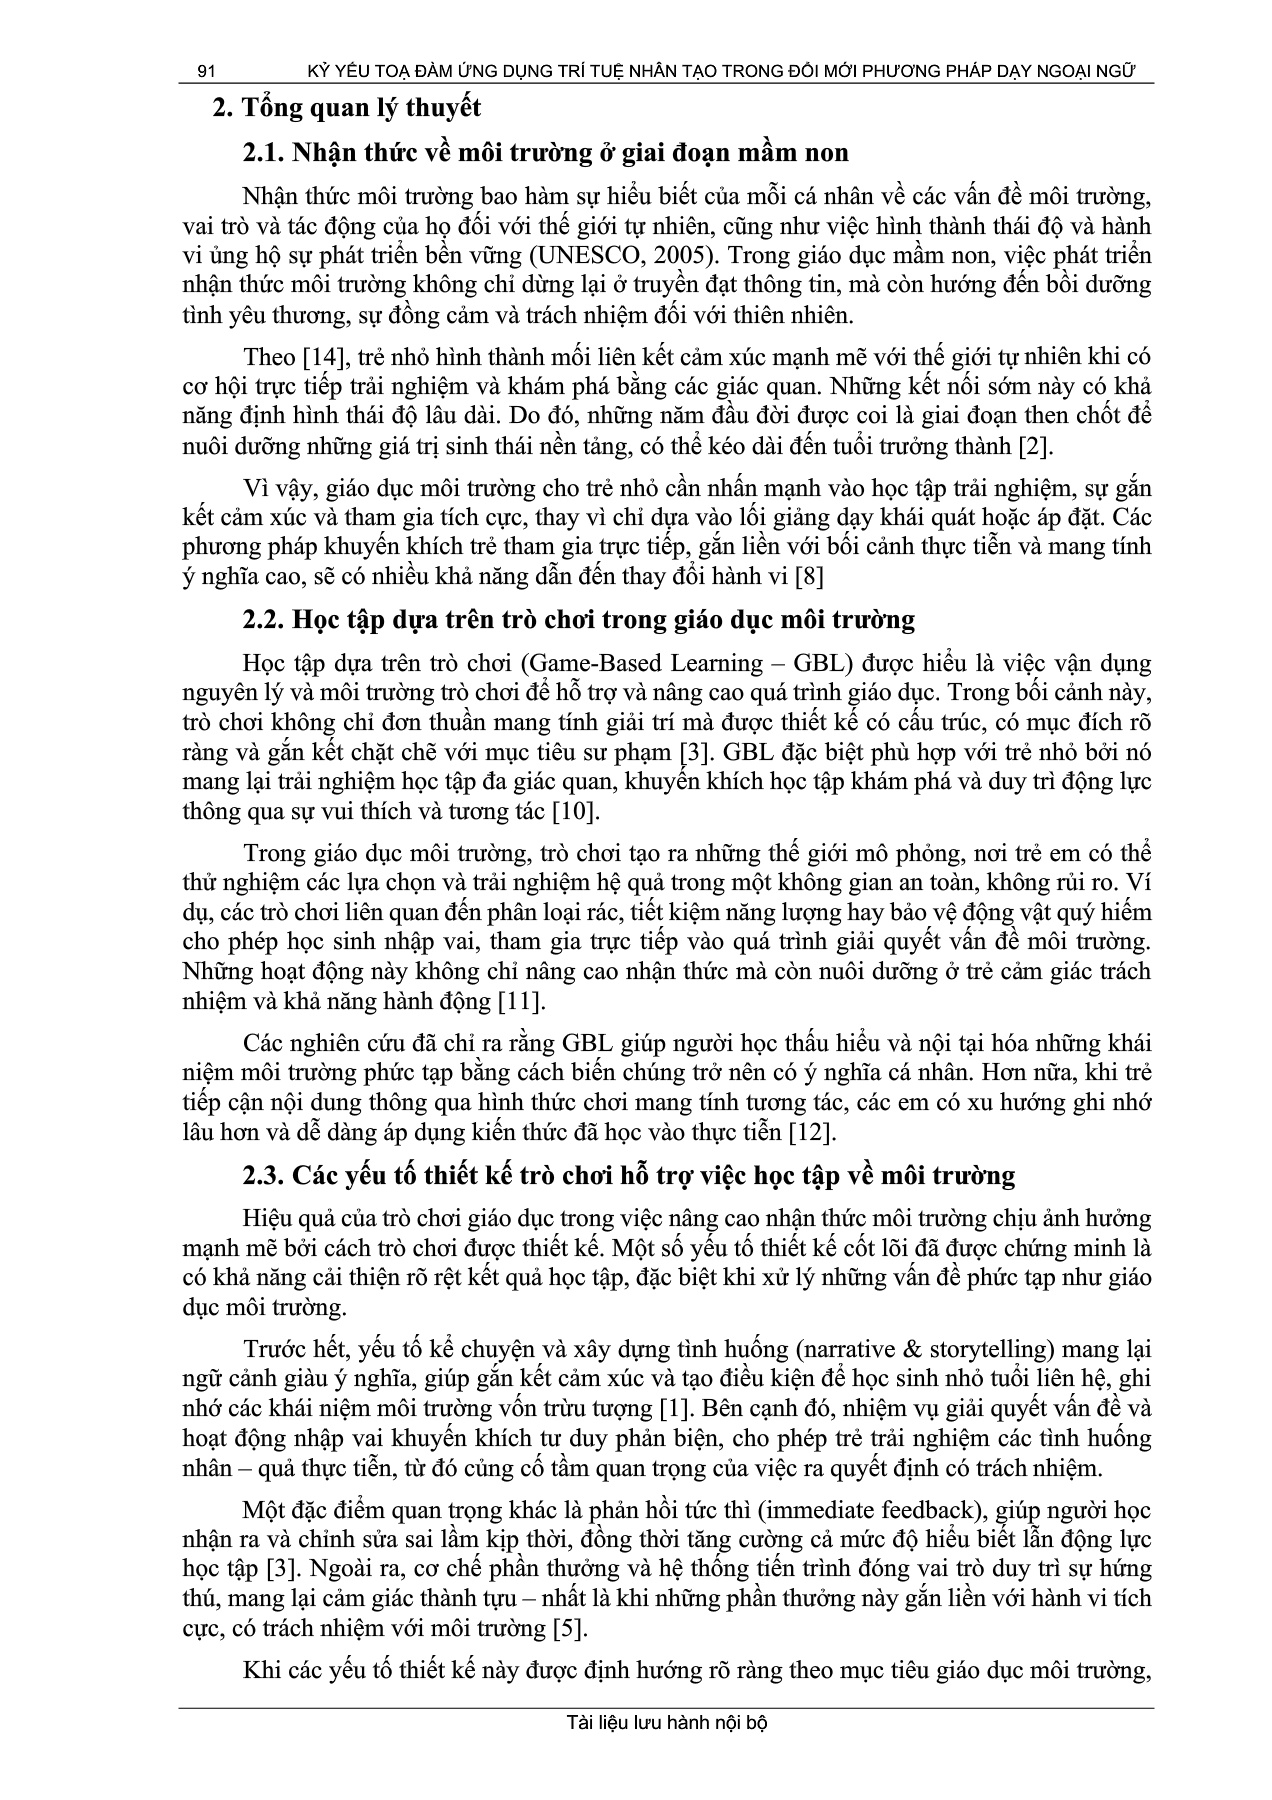 91 KỶ YẾU TOẠ ĐÀM ỨNG DỤNG TRÍ TUỆ NHÂN TẠO TRONG ĐỔI MỚI PHƯƠNG PHÁP DẠY NGOẠI NGỮ
2. Tổng quan lý thuyết
2.1. Nhận thức về môi trường ở giai đoạn mầm non
Nhận thức môi trường bao hàm sự hiểu biết của mỗi cá nhân về các vấn đề môi trường,
vai trò và tác động của họ đối với thế giới tự nhiên, cũng như việc hình thành thái độ và hành
vi ủng hộ sự phát triển bền vững (UNESCO, 2005). Trong giáo dục mầm non, việc phát triển
nhận thức môi trường không chỉ dừng lại ở truyền đạt thông tin, mà còn hướng đến bồi dưỡng
tình yêu thương, sự đồng cảm và trách nhiệm đối với thiên nhiên.
Theo [14], trẻ nhỏ hình thành mối liên kết cảm xúc mạnh mẽ với thế giới tự nhiên khi có
cơ hội trực tiếp trải nghiệm và khám phá bằng các giác quan. Những kết nối sớm này có khả
năng định hình thái độ lâu dài. Do đó, những năm đầu đời được coi là giai đoạn then chốt để
nuôi dưỡng những giá trị sinh thái nền tảng, có thể kéo dài đến tuổi trưởng thành [2].
Vì vậy, giáo dục môi trường cho trẻ nhỏ cần nhấn mạnh vào học tập trải nghiệm, sự gắn
kết cảm xúc và tham gia tích cực, thay vì chỉ dựa vào lối giảng dạy khái quát hoặc áp đặt. Các
phương pháp khuyến khích trẻ tham gia trực tiếp, gắn liền với bối cảnh thực tiễn và mang tính
ý nghĩa cao, sẽ có nhiều khả năng dẫn đến thay đổi hành vi [8]
2.2. Học tập dựa trên trò chơi trong giáo dục môi trường
Học tập dựa trên trò chơi (Game-Based Learning – GBL) được hiểu là việc vận dụng
nguyên lý và môi trường trò chơi để hỗ trợ và nâng cao quá trình giáo dục. Trong bối cảnh này,
trò chơi không chỉ đơn thuần mang tính giải trí mà được thiết kế có cấu trúc, có mục đích rõ
ràng và gắn kết chặt chẽ với mục tiêu sư phạm [3]. GBL đặc biệt phù hợp với trẻ nhỏ bởi nó
mang lại trải nghiệm học tập đa giác quan, khuyến khích học tập khám phá và duy trì động lực
thông qua sự vui thích và tương tác [10].
Trong giáo dục môi trường, trò chơi tạo ra những thế giới mô phỏng, nơi trẻ em có thể
thử nghiệm các lựa chọn và trải nghiệm hệ quả trong một không gian an toàn, không rủi ro. Ví
dụ, các trò chơi liên quan đến phân loại rác, tiết kiệm năng lượng hay bảo vệ động vật quý hiếm
cho phép học sinh nhập vai, tham gia trực tiếp vào quá trình giải quyết vấn đề môi trường.
Những hoạt động này không chỉ nâng cao nhận thức mà còn nuôi dưỡng ở trẻ cảm giác trách
nhiệm và khả năng hành động [11].
Các nghiên cứu đã chỉ ra rằng GBL giúp người học thấu hiểu và nội tại hóa những khái
niệm môi trường phức tạp bằng cách biến chúng trở nên có ý nghĩa cá nhân. Hơn nữa, khi trẻ
tiếp cận nội dung thông qua hình thức chơi mang tính tương tác, các em có xu hướng ghi nhớ
lâu hơn và dễ dàng áp dụng kiến thức đã học vào thực tiễn [12].
2.3. Các yếu tố thiết kế trò chơi hỗ trợ việc học tập về môi trường
Hiệu quả của trò chơi giáo dục trong việc nâng cao nhận thức môi trường chịu ảnh hưởng
mạnh mẽ bởi cách trò chơi được thiết kế. Một số yếu tố thiết kế cốt lõi đã được chứng minh là
có khả năng cải thiện rõ rệt kết quả học tập, đặc biệt khi xử lý những vấn đề phức tạp như giáo
dục môi trường.
Trước hết, yếu tố kể chuyện và xây dựng tình huống (narrative & storytelling) mang lại
ngữ cảnh giàu ý nghĩa, giúp gắn kết cảm xúc và tạo điều kiện để học sinh nhỏ tuổi liên hệ, ghi
nhớ các khái niệm môi trường vốn trừu tượng [1]. Bên cạnh đó, nhiệm vụ giải quyết vấn đề và
hoạt động nhập vai khuyến khích tư duy phản biện, cho phép trẻ trải nghiệm các tình huống
nhân – quả thực tiễn, từ đó củng cố tầm quan trọng của việc ra quyết định có trách nhiệm.
Một đặc điểm quan trọng khác là phản hồi tức thì (immediate feedback), giúp người học
nhận ra và chỉnh sửa sai lầm kịp thời, đồng thời tăng cường cả mức độ hiểu biết lẫn động lực
học tập [3]. Ngoài ra, cơ chế phần thưởng và hệ thống tiến trình đóng vai trò duy trì sự hứng
thú, mang lại cảm giác thành tựu – nhất là khi những phần thưởng này gắn liền với hành vi tích
cực, có trách nhiệm với môi trường [5].
Khi các yếu tố thiết kế này được định hướng rõ ràng theo mục tiêu giáo dục môi trường,
Tài liệu lưu hành nội bộ